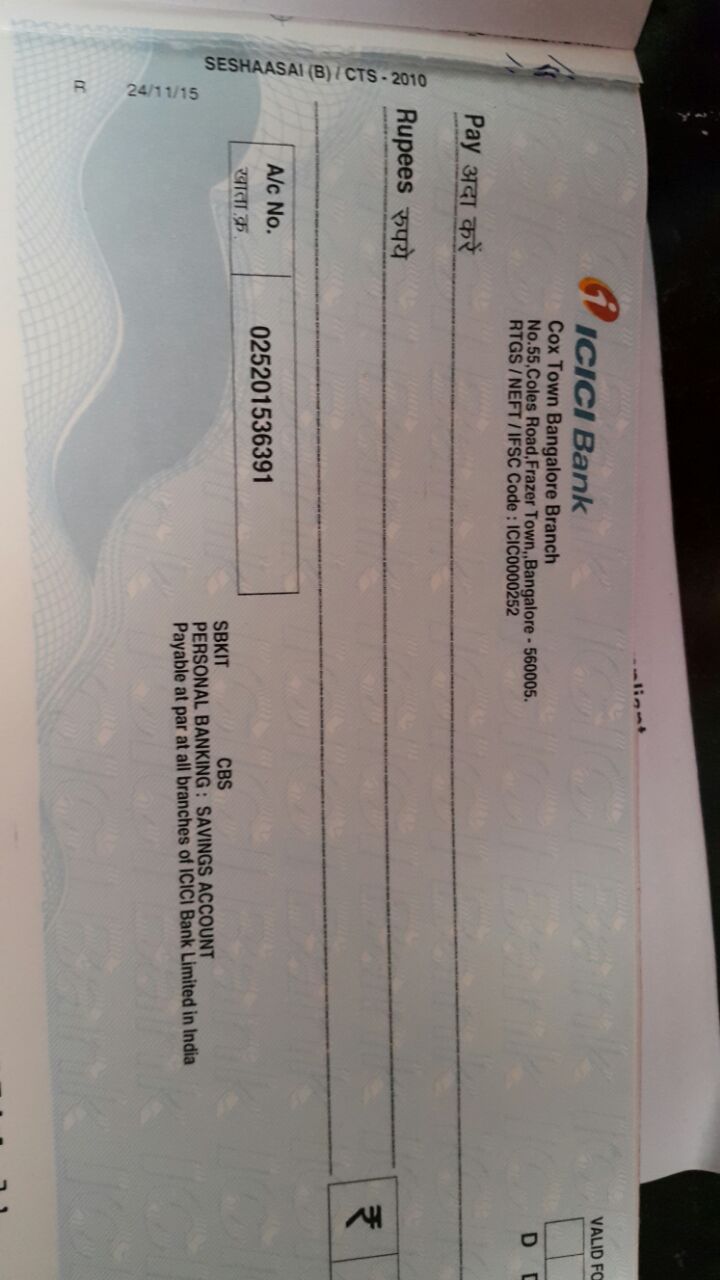 ICICI Bank
Cox Town Bangalore Branch
No.55,Coles Road,Frazer Town,,Bangalore - 560005.
RTGS / NEFT / IFSC Code : ICIC0000252
VALID FO
D D
Pay अदा करें
Rupees रुपये
₹
A/c No.
खाता क्र.
025201536391
SBKIT CBS
PERSONAL BANKING : SAVINGS ACCOUNT
Payable at par at all branches of ICICI Bank Limited in India
SESHAASAI (B) / CTS - 2010
R 24/11/15